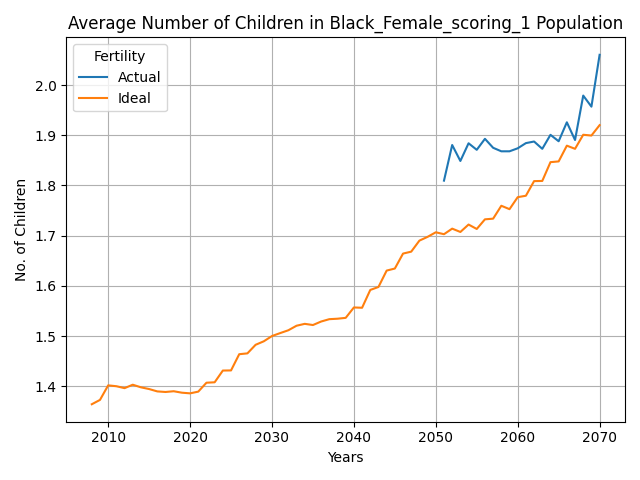 Average Number of Children in Black_Female_scoring_1 Population
Fertility
Actual
Ideal
No. of Children
2.0
1.9
1.8
1.7
1.6
1.5
1.4
2010 2020 2030 2040 2050 2060 2070
Years